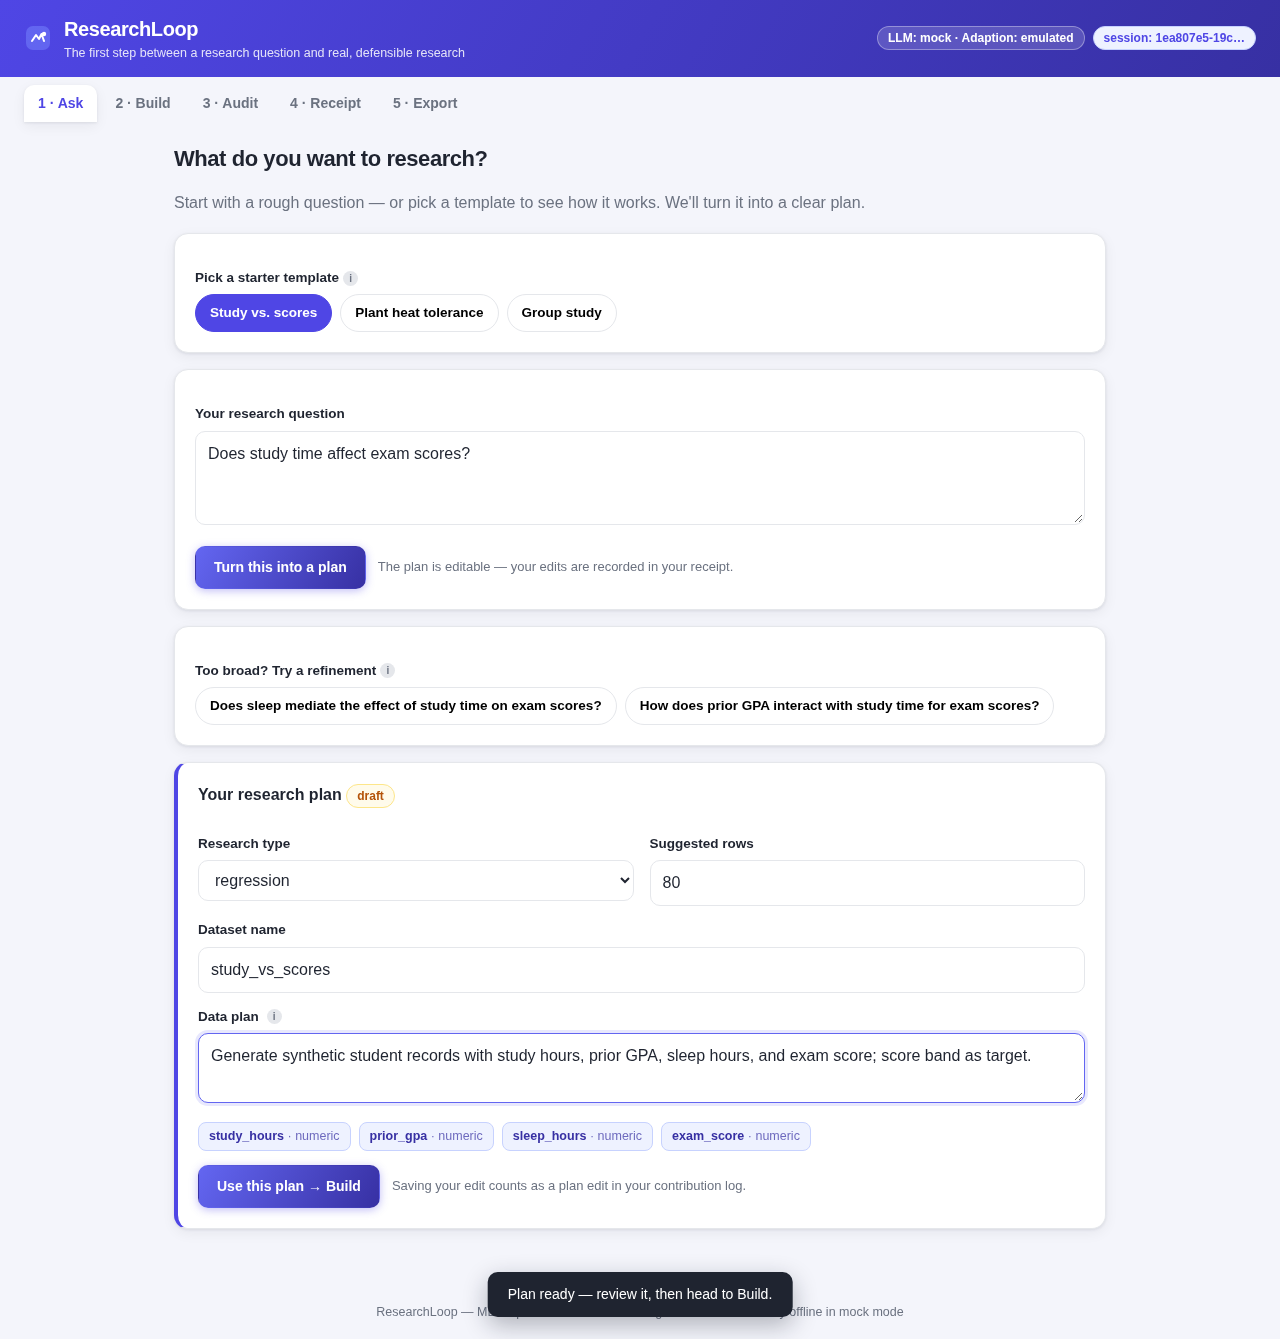 ResearchLoop
The first step between a research question and real, defensible research
LLM: mock · Adaption: emulated
session: 1ea807e5-19c…
1 · Ask
2 · Build
3 · Audit
4 · Receipt
5 · Export
What do you want to research?
Start with a rough question — or pick a template to see how it works. We'll turn it into a clear plan.
Pick a starter template i
Study vs. scores
Plant heat tolerance
Group study
Your research question
Does study time affect exam scores?
Turn this into a plan
The plan is editable — your edits are recorded in your receipt.
Too broad? Try a refinement i
Does sleep mediate the effect of study time on exam scores?
How does prior GPA interact with study time for exam scores?
Your research plan draft
Research type
Suggested rows
regression
80
Dataset name
study_vs_scores
Data plan i
Generate synthetic student records with study hours, prior GPA, sleep hours, and exam score; score band as target.
study_hours · numeric
prior_gpa · numeric
sleep_hours · numeric
exam_score · numeric
Use this plan → Build
Saving your edit counts as a plan edit in your contribution log.
Plan ready — review it, then head to Build.
ResearchLoop — offline in mock mode